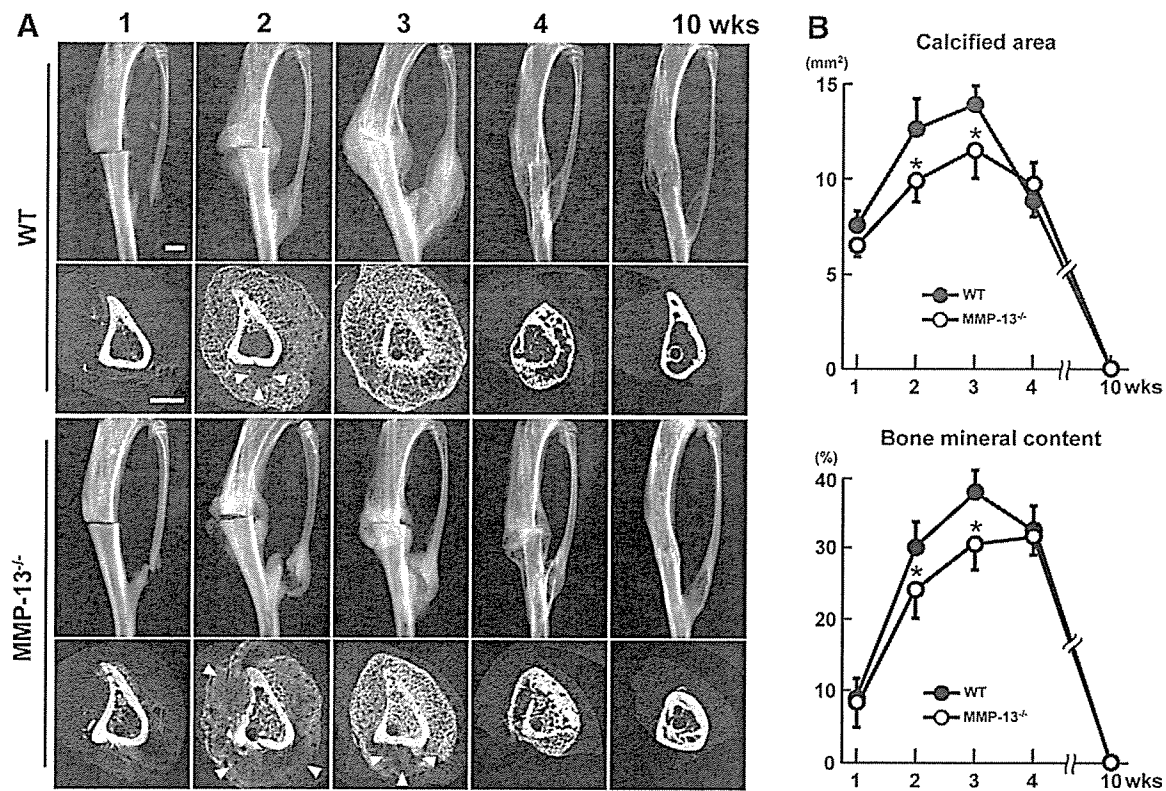 A
1 2 3 4 10 wks
WT
MMP-13-/-
B
Calcified area
(mm²)
15
10
5
0
WT
MMP-13-/-
* *
1 2 3 4 10 wks
Bone mineral content
(%)
40
30
20
10
0
* *
WT
MMP-13-/-
1 2 3 4 10 wks